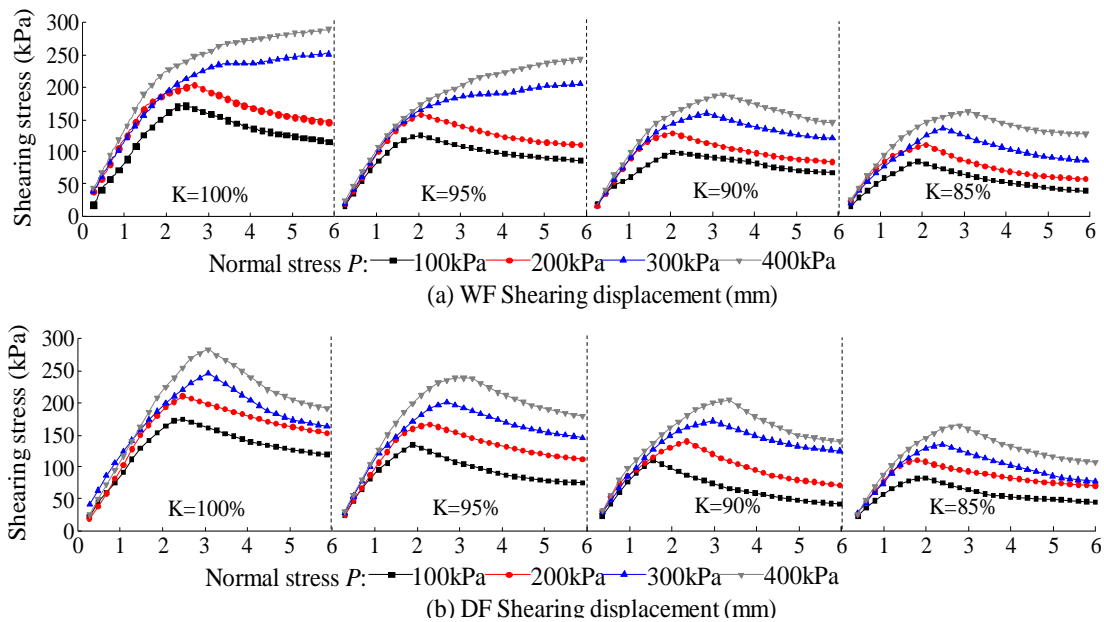 Shearing stress (kPa)
300
250
200
150
100
50
0
K=100% K=95% K=90% K=85%
0 1 2 3 4 5 6 1 2 3 4 5 6 1 2 3 4 5 6 1 2 3 4 5 6
Normal stress P: 100kPa 200kPa 300kPa 400kPa
(a) WF Shearing displacement (mm)
Shearing stress (kPa)
300
250
200
150
100
50
0
K=100% K=95% K=90% K=85%
0 1 2 3 4 5 6 1 2 3 4 5 6 1 2 3 4 5 6 1 2 3 4 5 6
Normal stress P: 100kPa 200kPa 300kPa 400kPa
(b) DF Shearing displacement (mm)